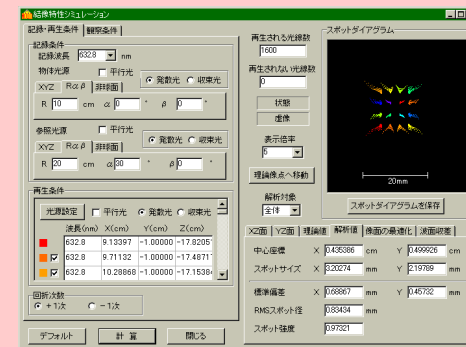 結像特性シミュレーション
記録・再生条件 観察条件
記録条件
記録波長 632.8 nm
物体光源 平行光
発散光 収束光
XYZ Rαβ 非球面
R 10 cm α 0 ° β 0 °
参照光源 平行光
発散光 収束光
XYZ Rαβ 非球面
R 20 cm α 30 ° β 0 °
再生条件
光源設定 平行光 発散光 収束光
波長(nm) X(cm) Y(cm) Z(cm)
632.8 9.13397 -1.00000 -17.8205
632.8 9.71132 -1.00000 -17.4871
632.8 10.28868 -1.00000 -17.1538
回折次数
+1次 -1次
デフォルト 計算 閉じる
再生される光線数
1600
再生されない光線数
0
状態
虚像
表示倍率
5
理論像点へ移動
解析対象
全体
スポットダイアグラム
20mm
スポットダイアグラムを保存
XZ面 YZ面 理論値 解析値 像面の最適化 波面収差
中心座標 X 0.435386 cm Y 0.499926 cm
スポットサイズ X 3.20274 mm Y 2.19789 mm
標準偏差 X 0.68867 mm Y 0.45732 mm
RMSスポット径 0.83434 mm
スポット強度 0.97321